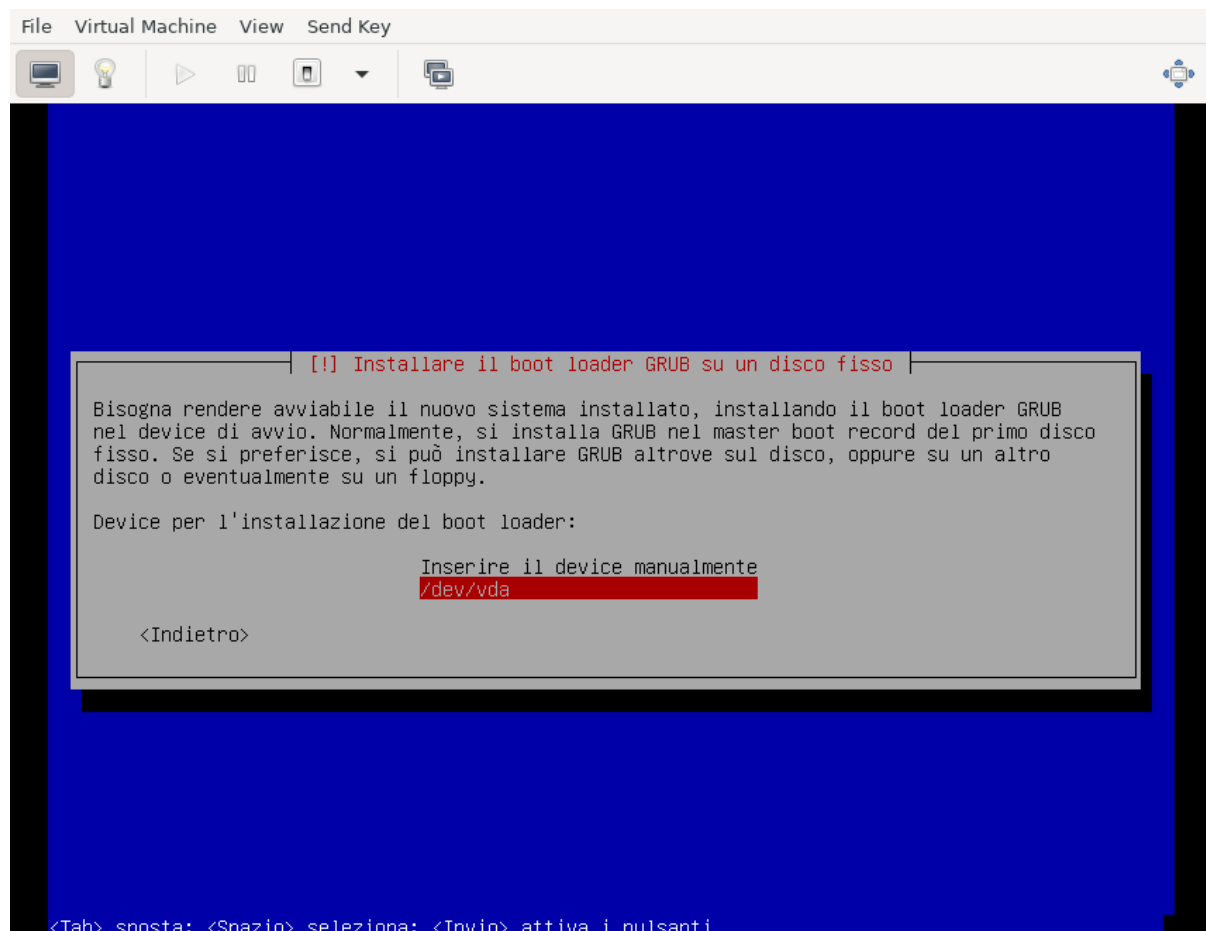 File Virtual Machine View Send Key
[!] Installare il boot loader GRUB su un disco fisso
Bisogna rendere avviabile il nuovo sistema installato, installando il boot loader GRUB
nel device di avvio. Normalmente, si installa GRUB nel master boot record del primo disco
fisso. Se si preferisce, si può installare GRUB altrove sul disco, oppure su un altro
disco o eventualmente su un floppy.
Device per l'installazione del boot loader:
Inserire il device manualmente
/dev/vda
<Indietro>
<Tab> sposta; <Spazio> seleziona; <Invio> attiva i pulsanti